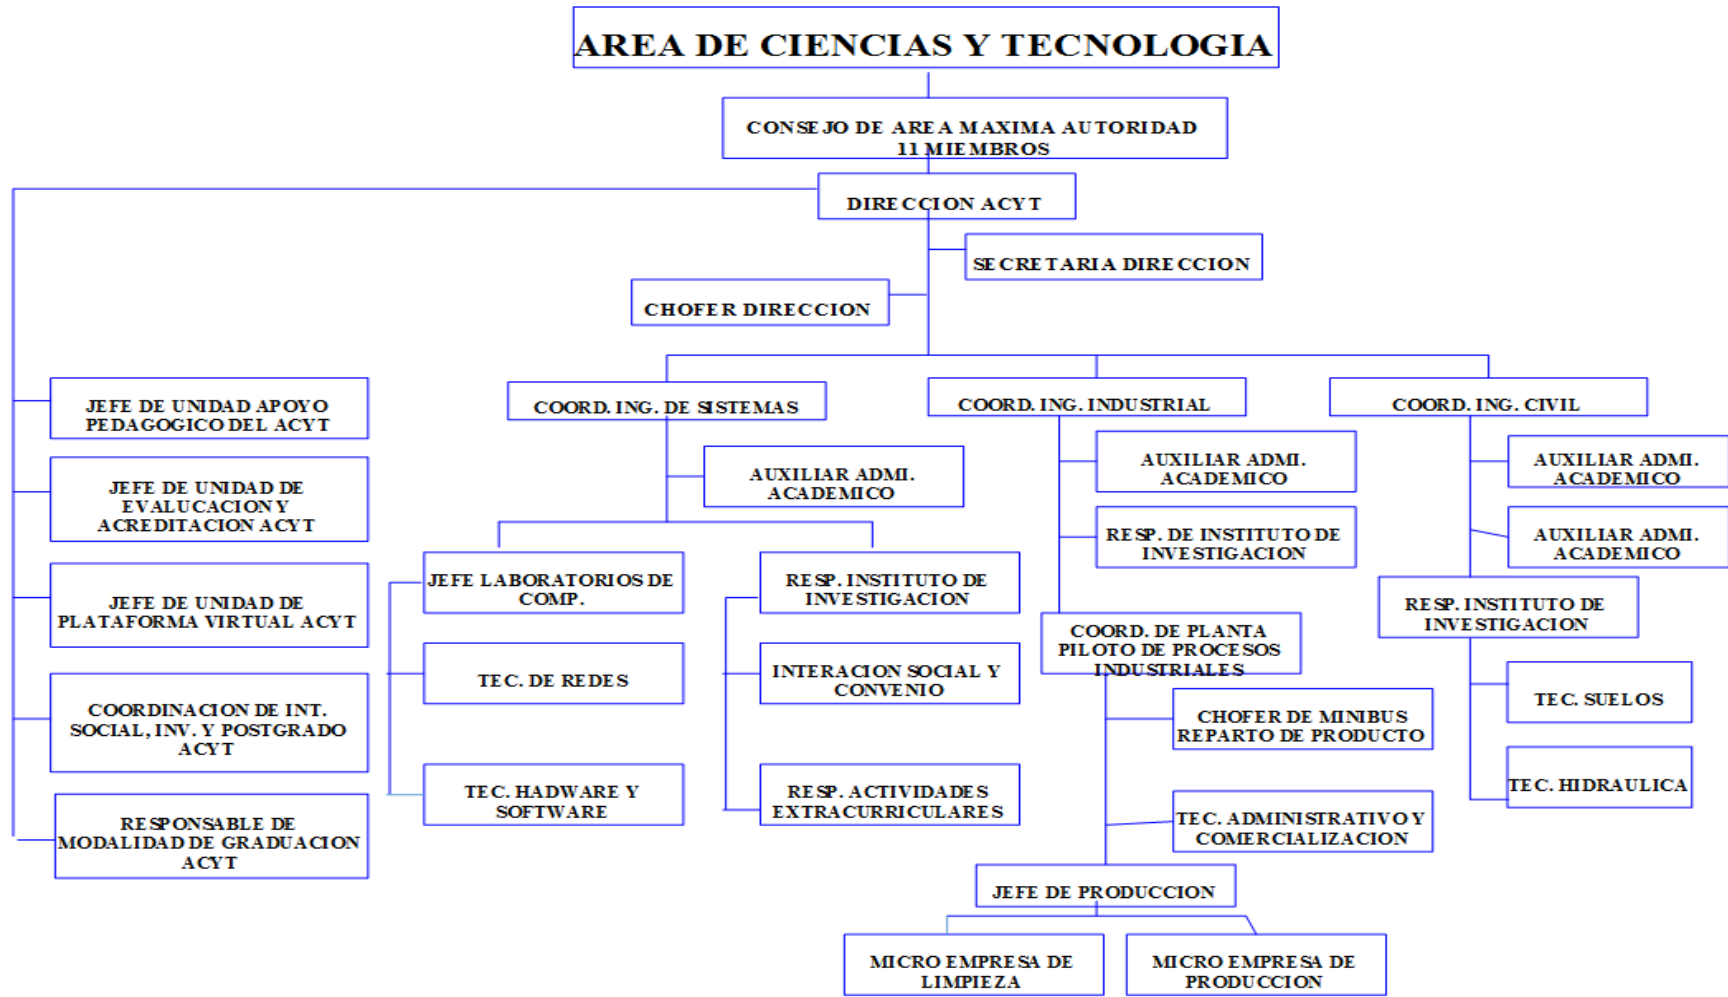 AREA DE CIENCIAS Y TECNOLOGIA
CONSEJO DE AREA MAXIMA AUTORIDAD
11 MIEMBROS
DIRECCION ACYT
SECRETARIA DIRECCION
CHOFER DIRECCION
JEFE DE UNIDAD APOYO
PEDAGOGICO DEL ACYT
JEFE DE UNIDAD DE
EVALUCACION Y
ACREDITACION ACYT
JEFE DE UNIDAD DE
PLATAFORMA VIRTUAL ACYT
COORDINACION DE INT.
SOCIAL, INV. Y POSTGRADO
ACYT
RESPONSABLE DE
MODALIDAD DE GRADUACION
ACYT
COORD. ING. DE SISTEMAS
AUXILIAR ADMI.
ACADEMICO
JEFE LABORATORIOS DE
COMP.
TEC. DE REDES
TEC. HADWARE Y
SOFTWARE
RESP. INSTITUTO DE
INVESTIGACION
INTERACION SOCIAL Y
CONVENIO
RESP. ACTIVIDADES
EXTRACURRICULARES
COORD. ING. INDUSTRIAL
AUXILIAR ADMI.
ACADEMICO
RESP. DE INSTITUTO DE
INVESTIGACION
COORD. DE PLANTA
PILOTO DE PROCESOS
INDUSTRIALES
CHOFER DE MINIBUS
REPARTO DE PRODUCTO
TEC. ADMINISTRATIVO Y
COMERCIALIZACION
JEFE DE PRODUCCION
MICRO EMPRESA DE
LIMPIEZA
MICRO EMPRESA DE
PRODUCCION
COORD. ING. CIVIL
AUXILIAR ADMI.
ACADEMICO
AUXILIAR ADMI.
ACADEMICO
RESP. INSTITUTO DE
INVESTIGACION
TEC. SUELOS
TEC. HIDRAULICA